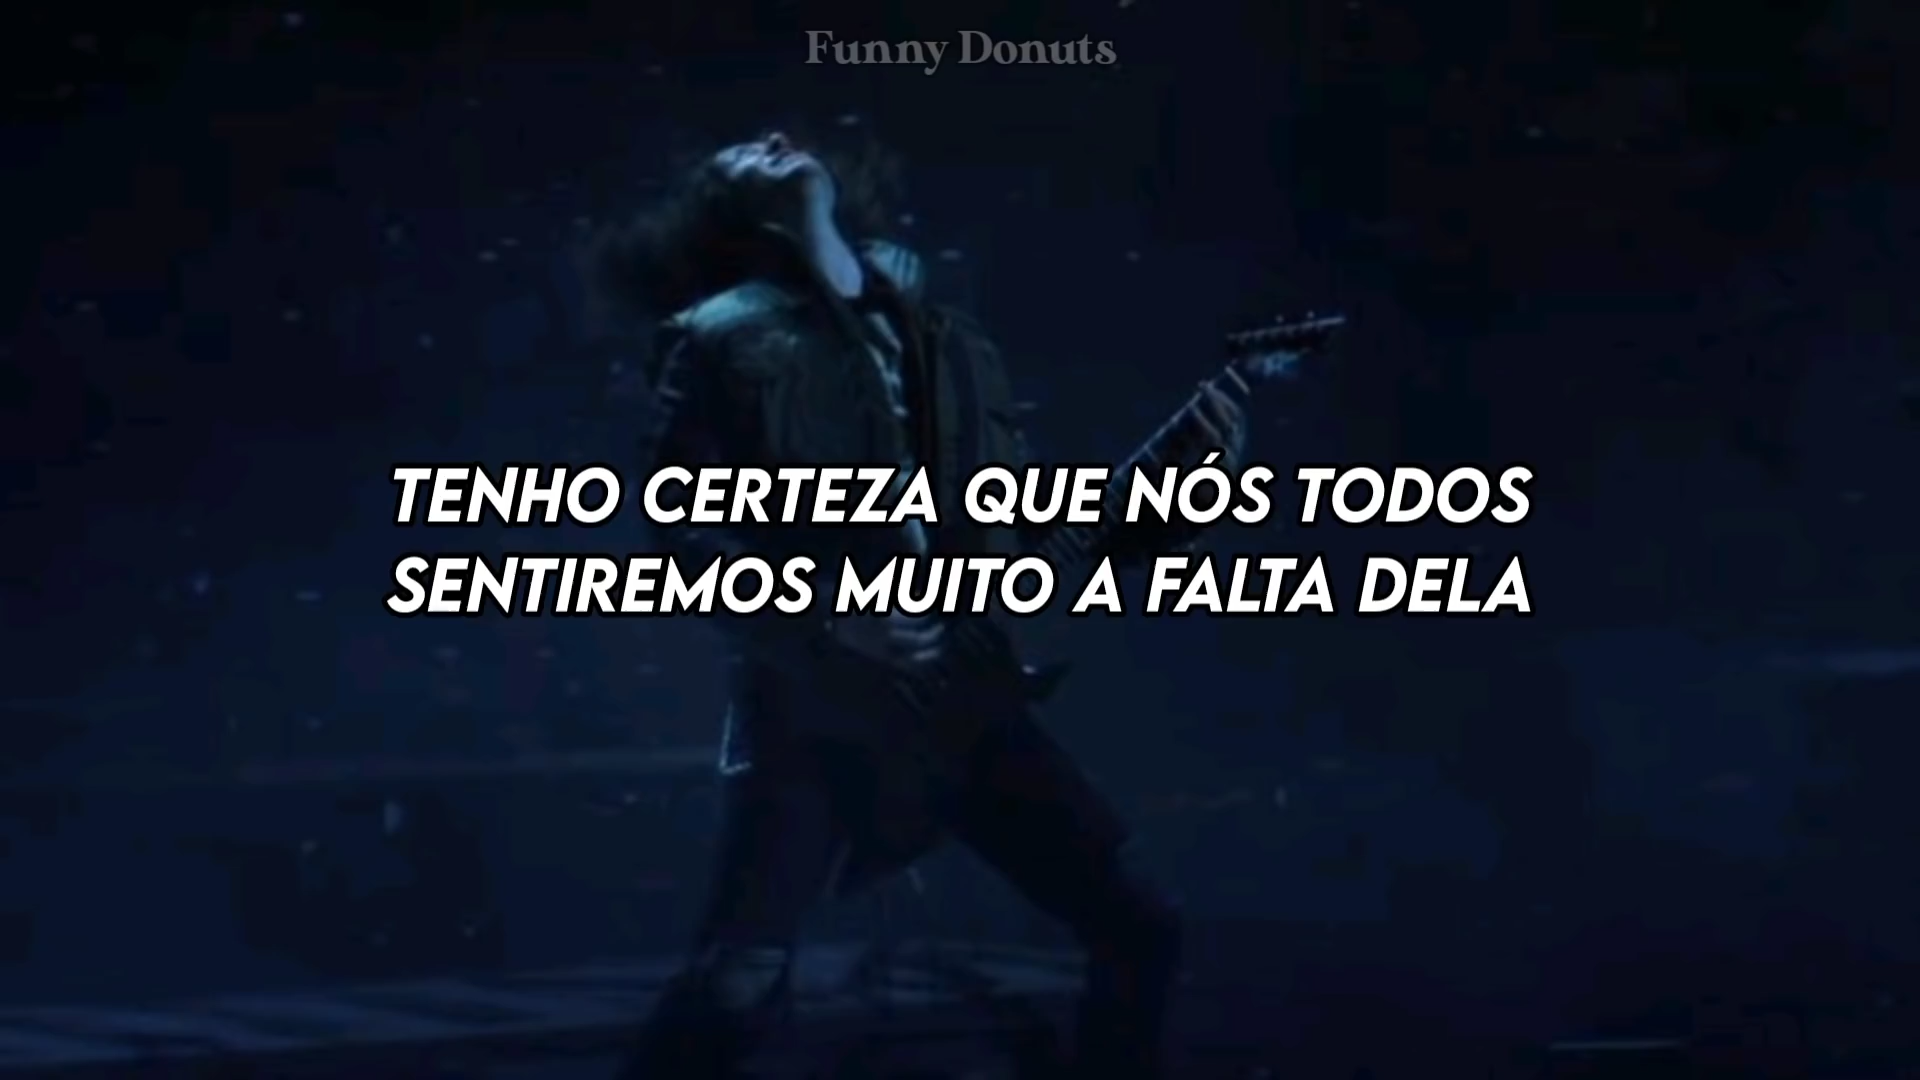 Funny Donuts
TENHO CERTEZA QUE NÓS TODOS
SENTIREMOS MUITO A FALTA DELA